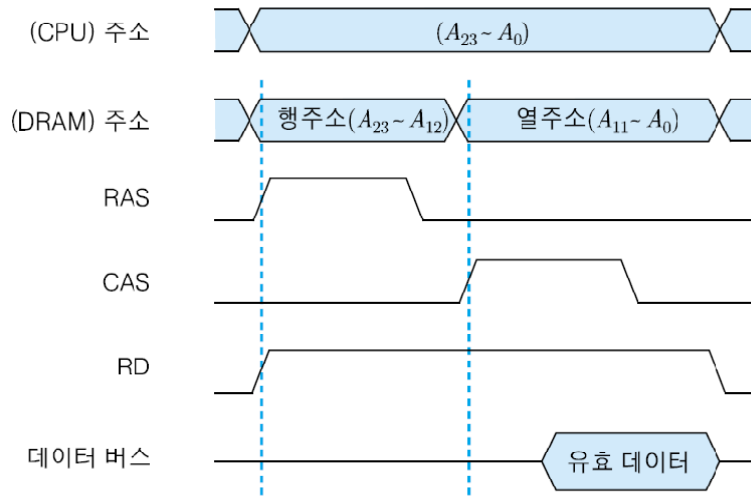 (CPU) 주소 (A₂₃~ A₀)
(DRAM) 주소 행주소(A₂₃~ A₁₂) 열주소(A₁₁~ A₀)
RAS
CAS
RD
데이터 버스 유효 데이터